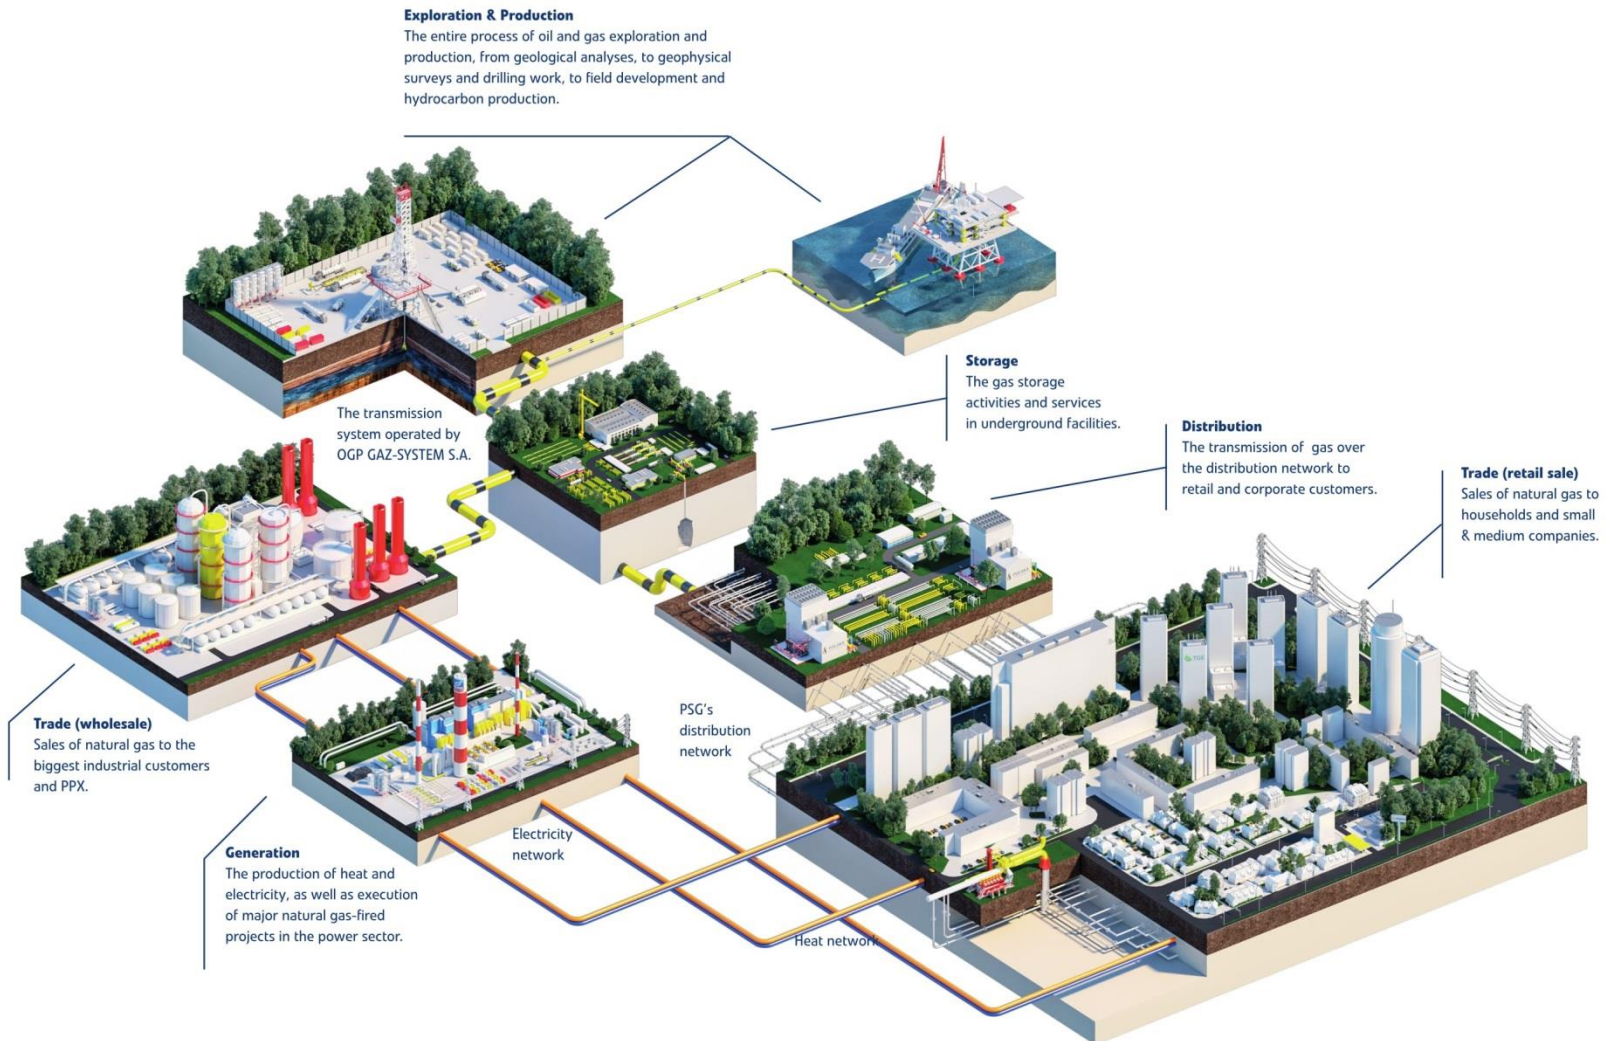 Exploration & Production
The entire process of oil and gas exploration and
production, from geological analyses, to geophysical
surveys and drilling work, to field development and
hydrocarbon production.
Storage
The gas storage
activities and services
in underground facilities.
The transmission
system operated by
OGP GAZ-SYSTEM S.A.
Distribution
The transmission of gas over
the distribution network to
retail and corporate customers.
Trade (retail sale)
Sales of natural gas to
households and small
& medium companies.
Trade (wholesale)
Sales of natural gas to the
biggest industrial customers
and PPX.
PSG's
distribution
network
Generation
The production of heat and
electricity, as well as execution
of major natural gas-fired
projects in the power sector.
Electricity
network
Heat network
H